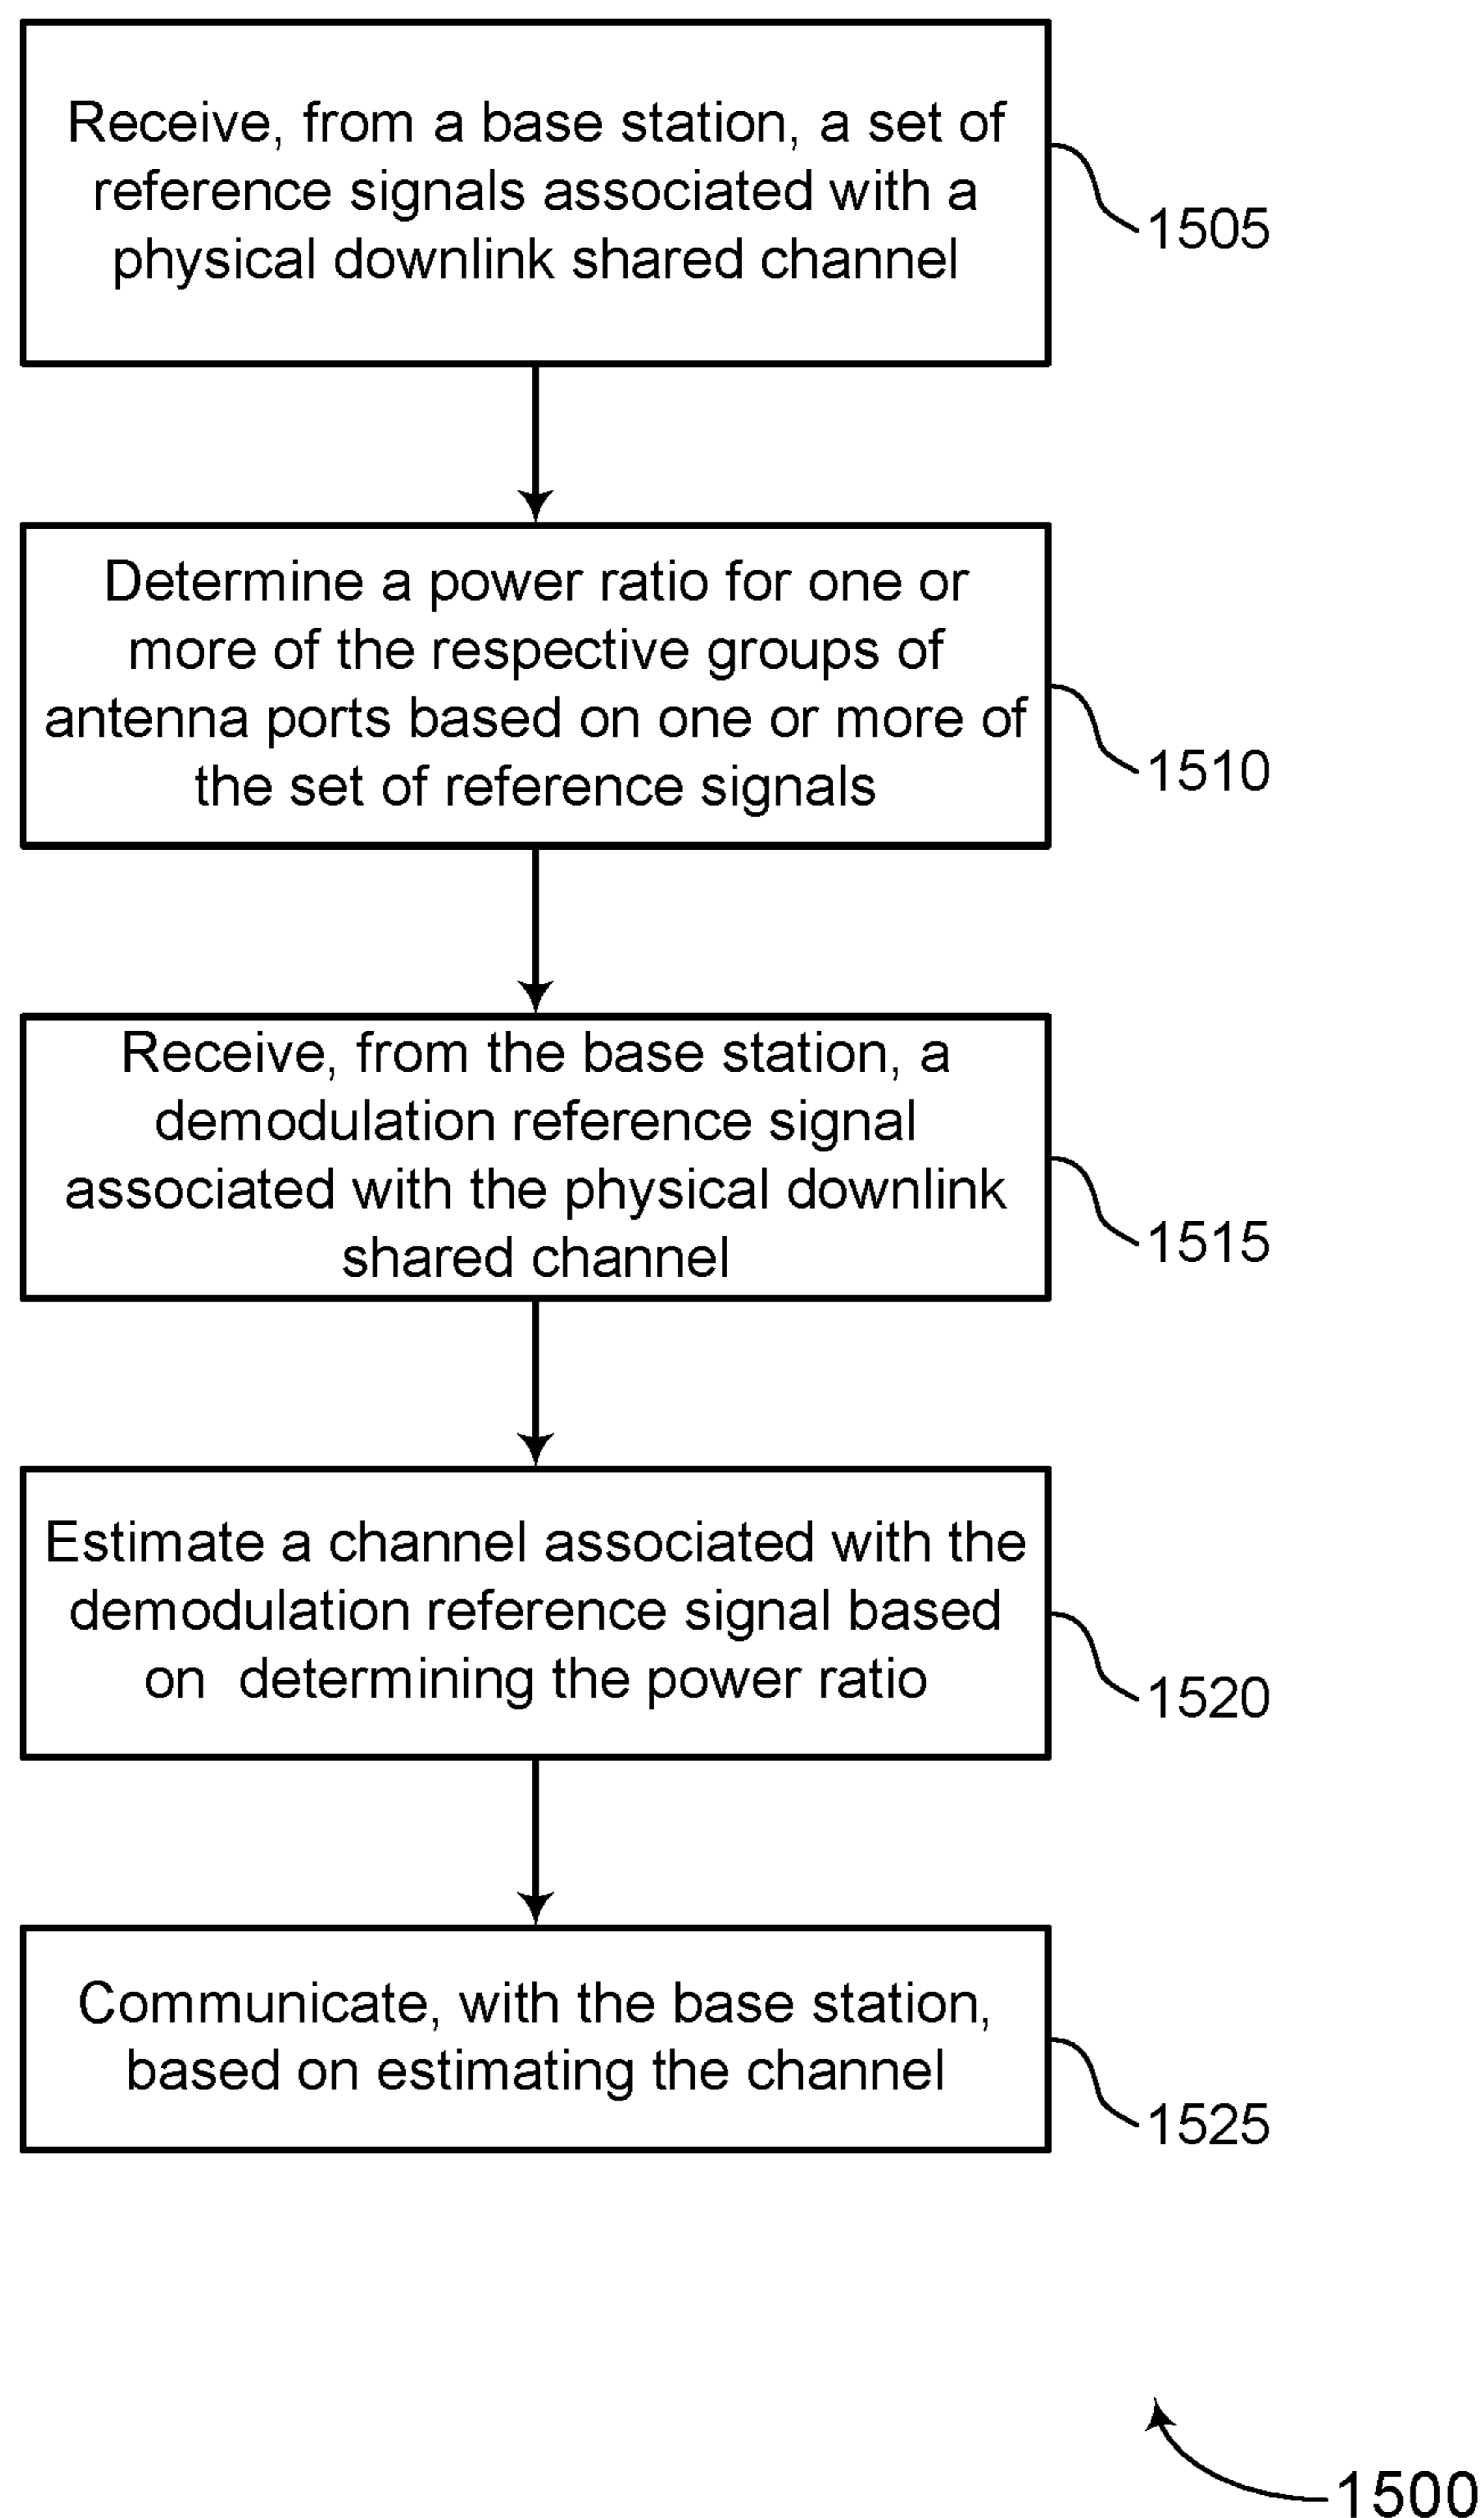 Receive, from a base station, a set of
reference signals associated with a
physical downlink shared channel
1505
Determine a power ratio for one or
more of the respective groups of
antenna ports based on one or more of
the set of reference signals
1510
Receive, from the base station, a
demodulation reference signal
associated with the physical downlink
shared channel
1515
Estimate a channel associated with the
demodulation reference signal based
on determining the power ratio
1520
Communicate, with the base station,
based on estimating the channel
1525
1500